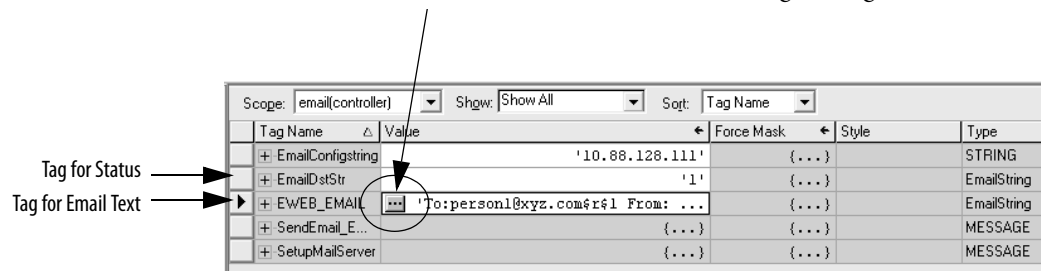 Scope: email(controller) Show: Show All Sort: Tag Name
Tag Name Value Force Mask Style Type
EmailConfigstring '10.88.128.111' {...} STRING
Tag for Status EmailDstStr '1' {...} EmailString
Tag for Email Text EWEB_EMAIL ... 'To:person1@xyz.com$r$l From: ... {...} EmailString
SendEmail_E... {...} {...} MESSAGE
SetupMailServer {...} {...} MESSAGE